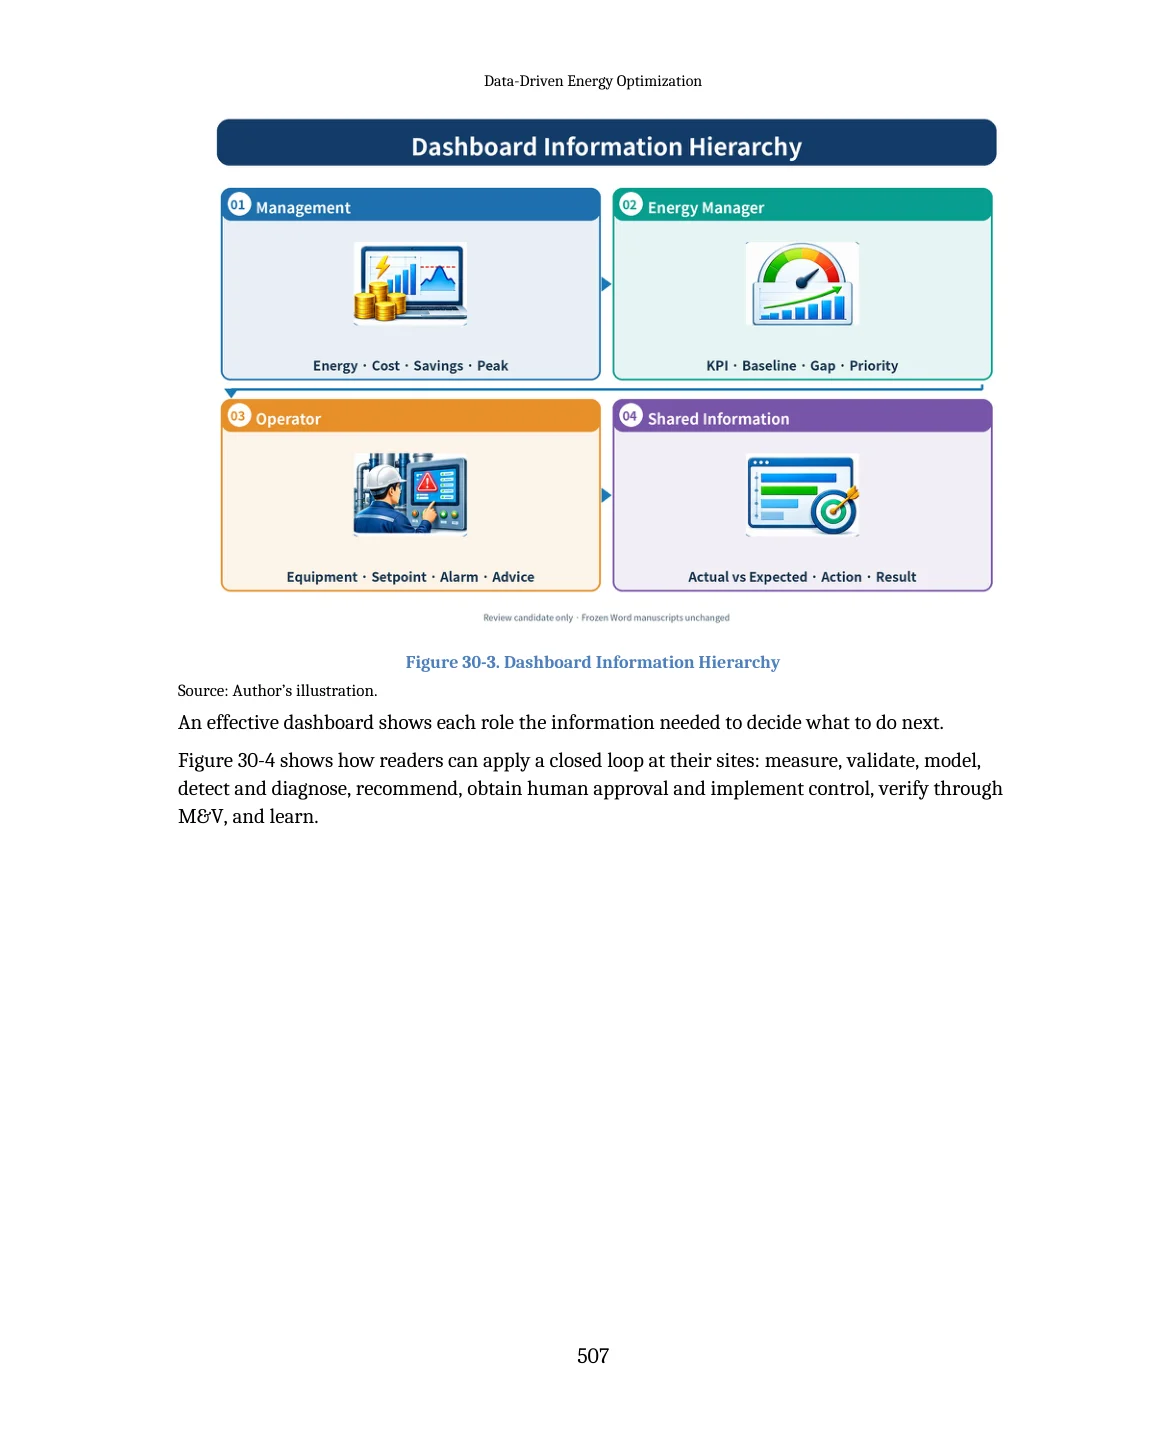 Data-Driven Energy Optimization
Dashboard Information Hierarchy
01 Management
Energy · Cost · Savings · Peak
02 Energy Manager
KPI · Baseline · Gap · Priority
03 Operator
Equipment · Setpoint · Alarm · Advice
04 Shared Information
Actual vs Expected · Action · Result
Review candidate only · Frozen Word manuscripts unchanged
Figure 30-3. Dashboard Information Hierarchy
Source: Author’s illustration.
An effective dashboard shows each role the information needed to decide what to do next.
Figure 30-4 shows how readers can apply a closed loop at their sites: measure, validate, model,
detect and diagnose, recommend, obtain human approval and implement control, verify through
M&V, and learn.
507